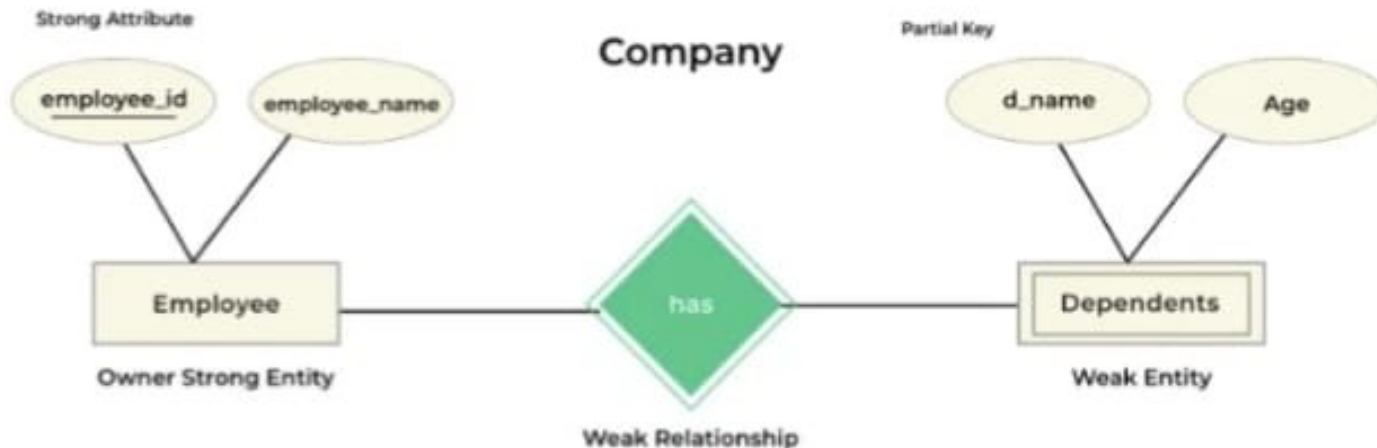 Strong Attribute
Company
Partial Key
employee_id
employee_name
d_name
Age
has
Employee
Dependents
Owner Strong Entity
Weak Entity
Weak Relationship